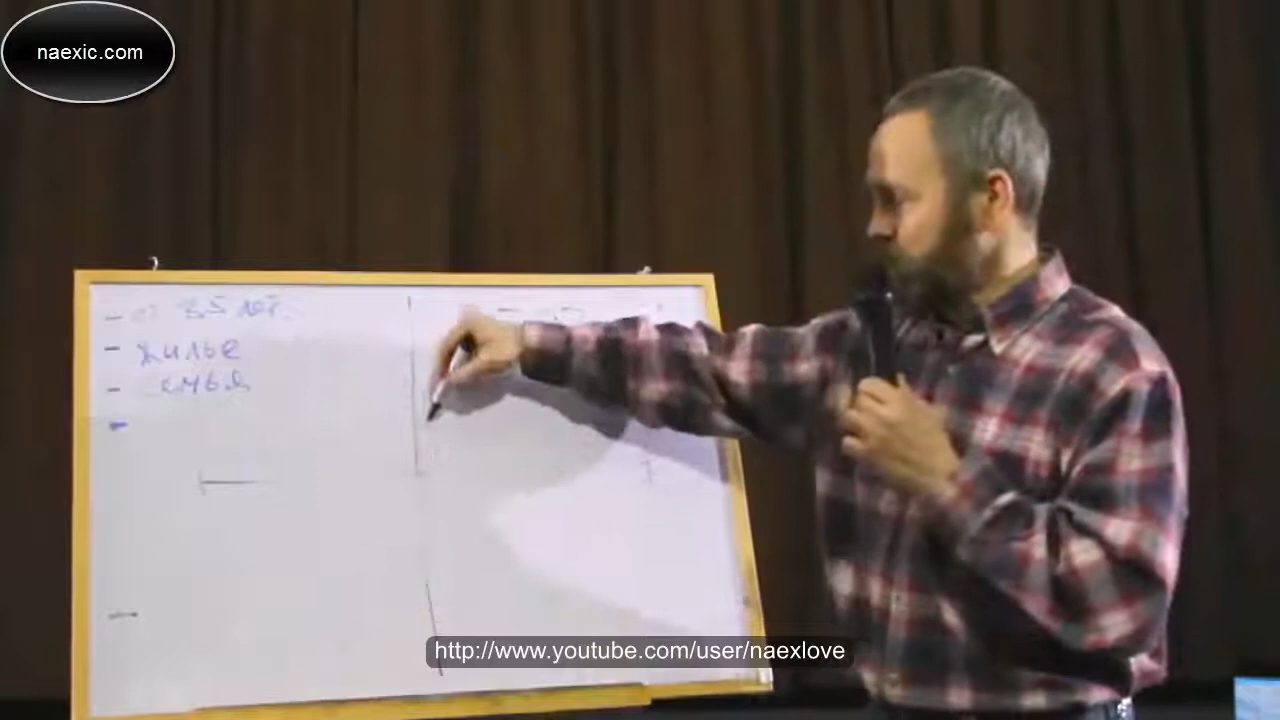 naexic.com
- от 35 лет.
- жилье
- семья
http://www.youtube.com/user/naexlove